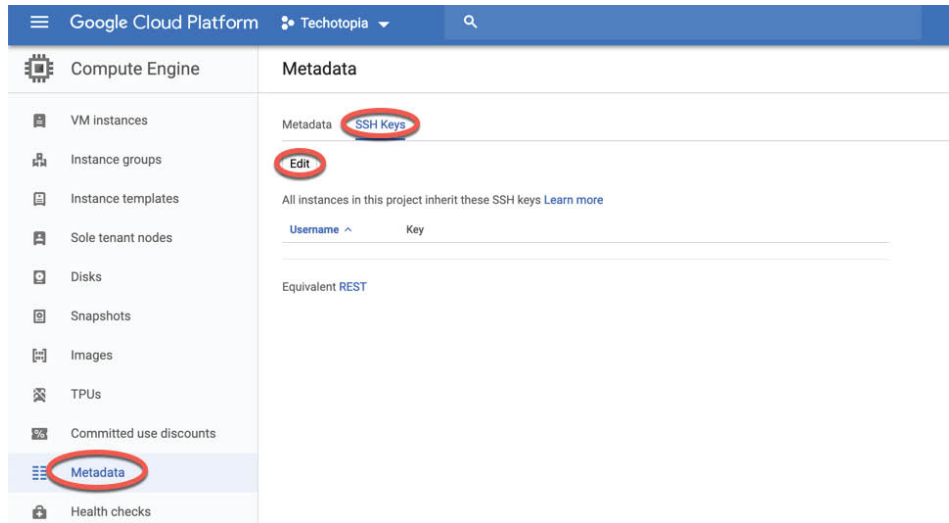 Google Cloud Platform Techotopia
Compute Engine
VM instances
Instance groups
Instance templates
Sole tenant nodes
Disks
Snapshots
Images
TPUs
Committed use discounts
Metadata
Health checks
Metadata
Metadata SSH Keys
Edit
All instances in this project inherit these SSH keys Learn more
Username Key
Equivalent REST